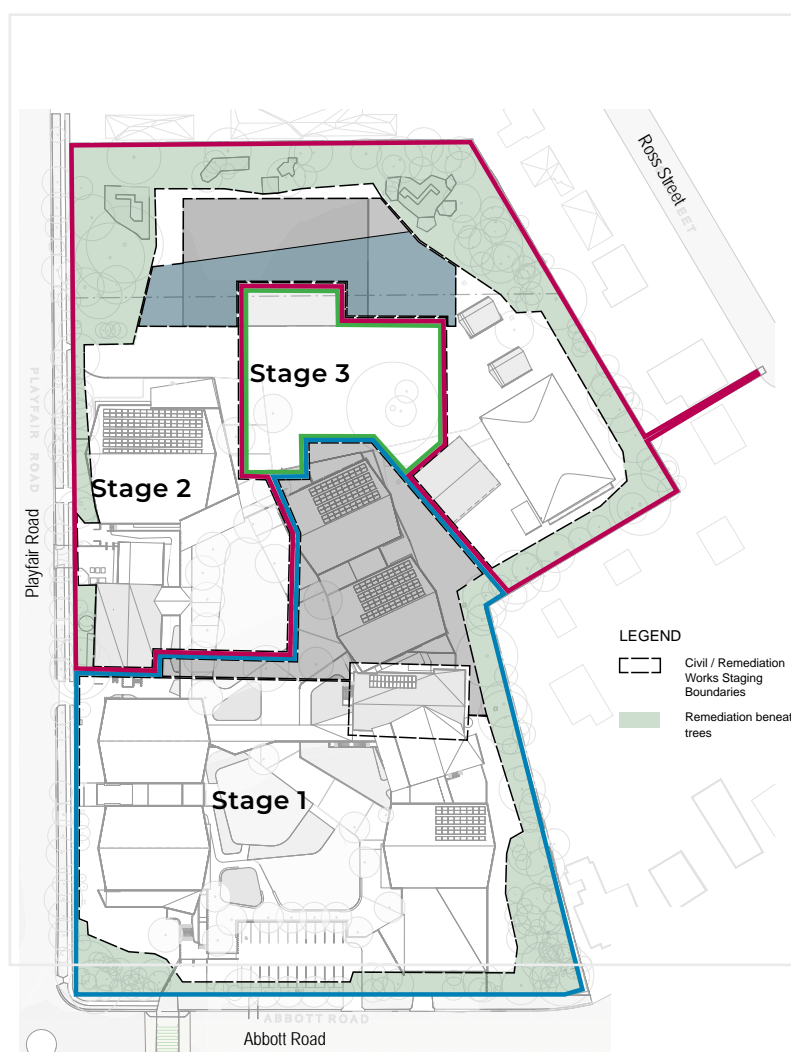 Ross Street
EET
Stage 3
PLAYFAIR ROAD
Stage 2
Playfair Road
LEGEND
Civil / Remediation
Works Staging
Boundaries
Remediation beneat
trees
Stage 1
ABBOTT ROAD
Abbott Road